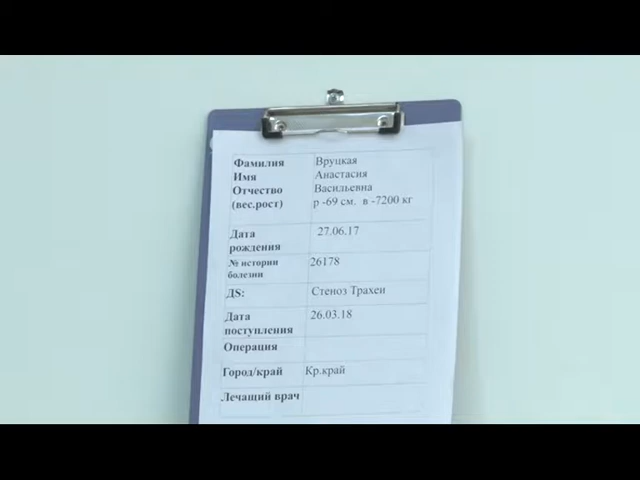 Фамилия Вруцкая
Имя Анастасия
Отчество Васильевна
(вес.рост) р -69 см. в -7200 кг
Дата 27.06.17
рождения
№ истории 26178
болезни
ДS: Стеноз Трахеи
Дата 26.03.18
поступления
Операция
Город/край Кр.край
Лечащий врач